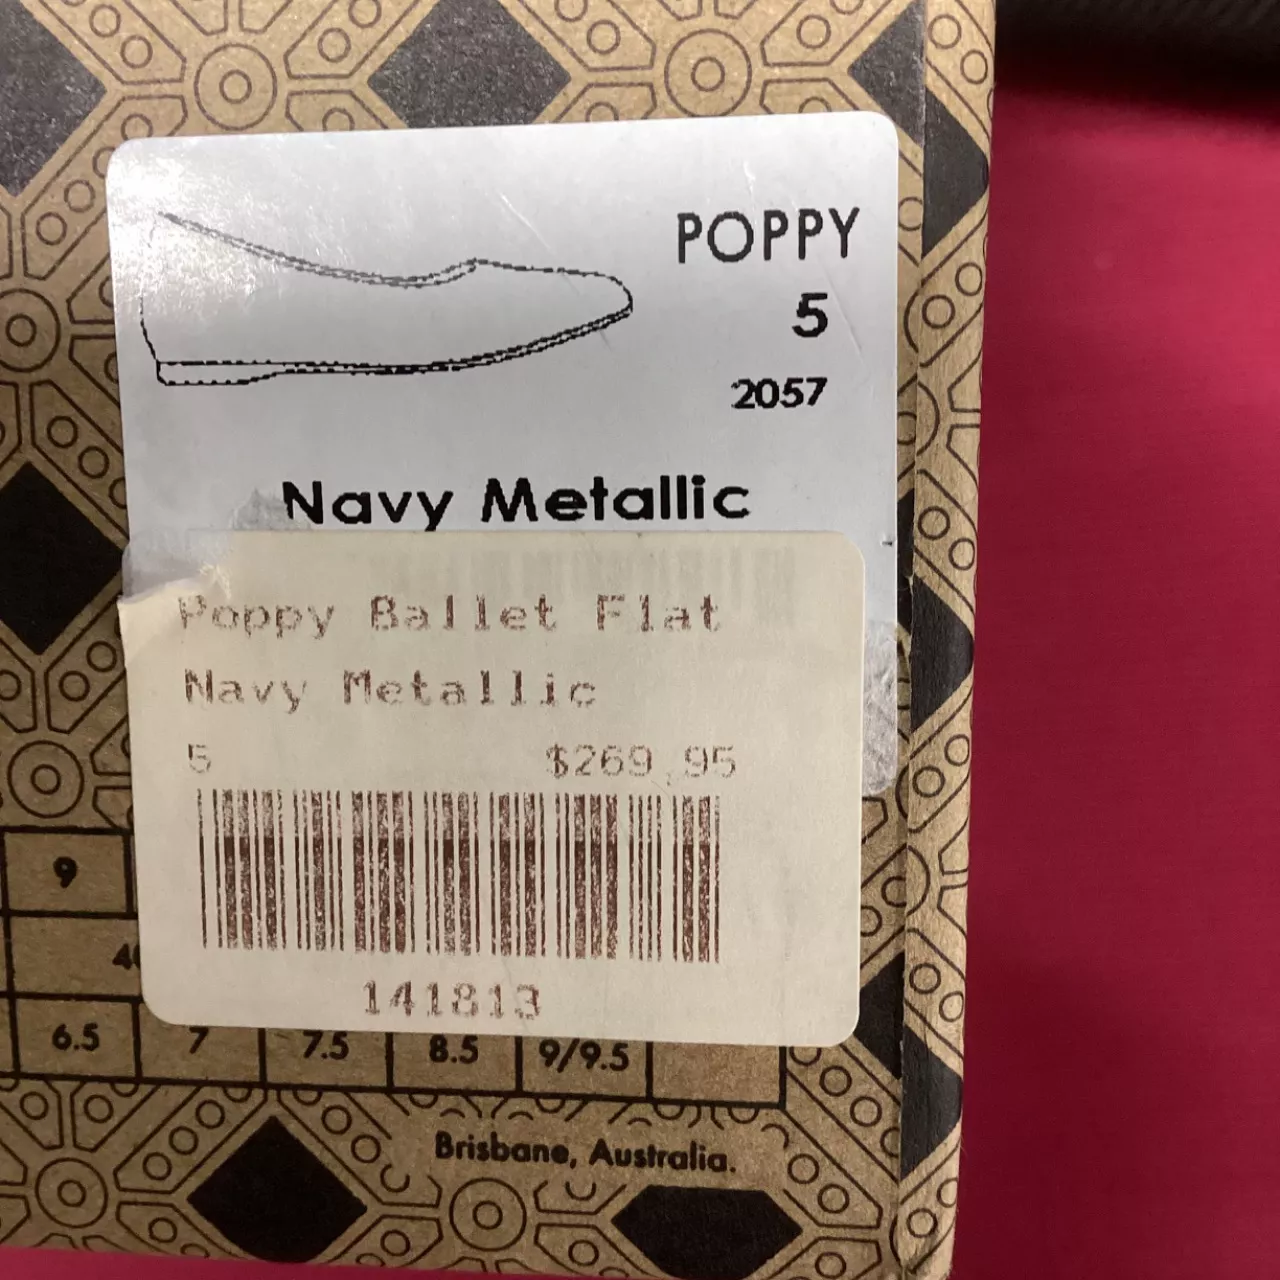 POPPY
5
2057
Navy Metallic
Poppy Ballet Flat
Navy Metallic
5 $269.95
141813
9
6.5 7 7.5 8.5 9/9.5
Brisbane, Australia.